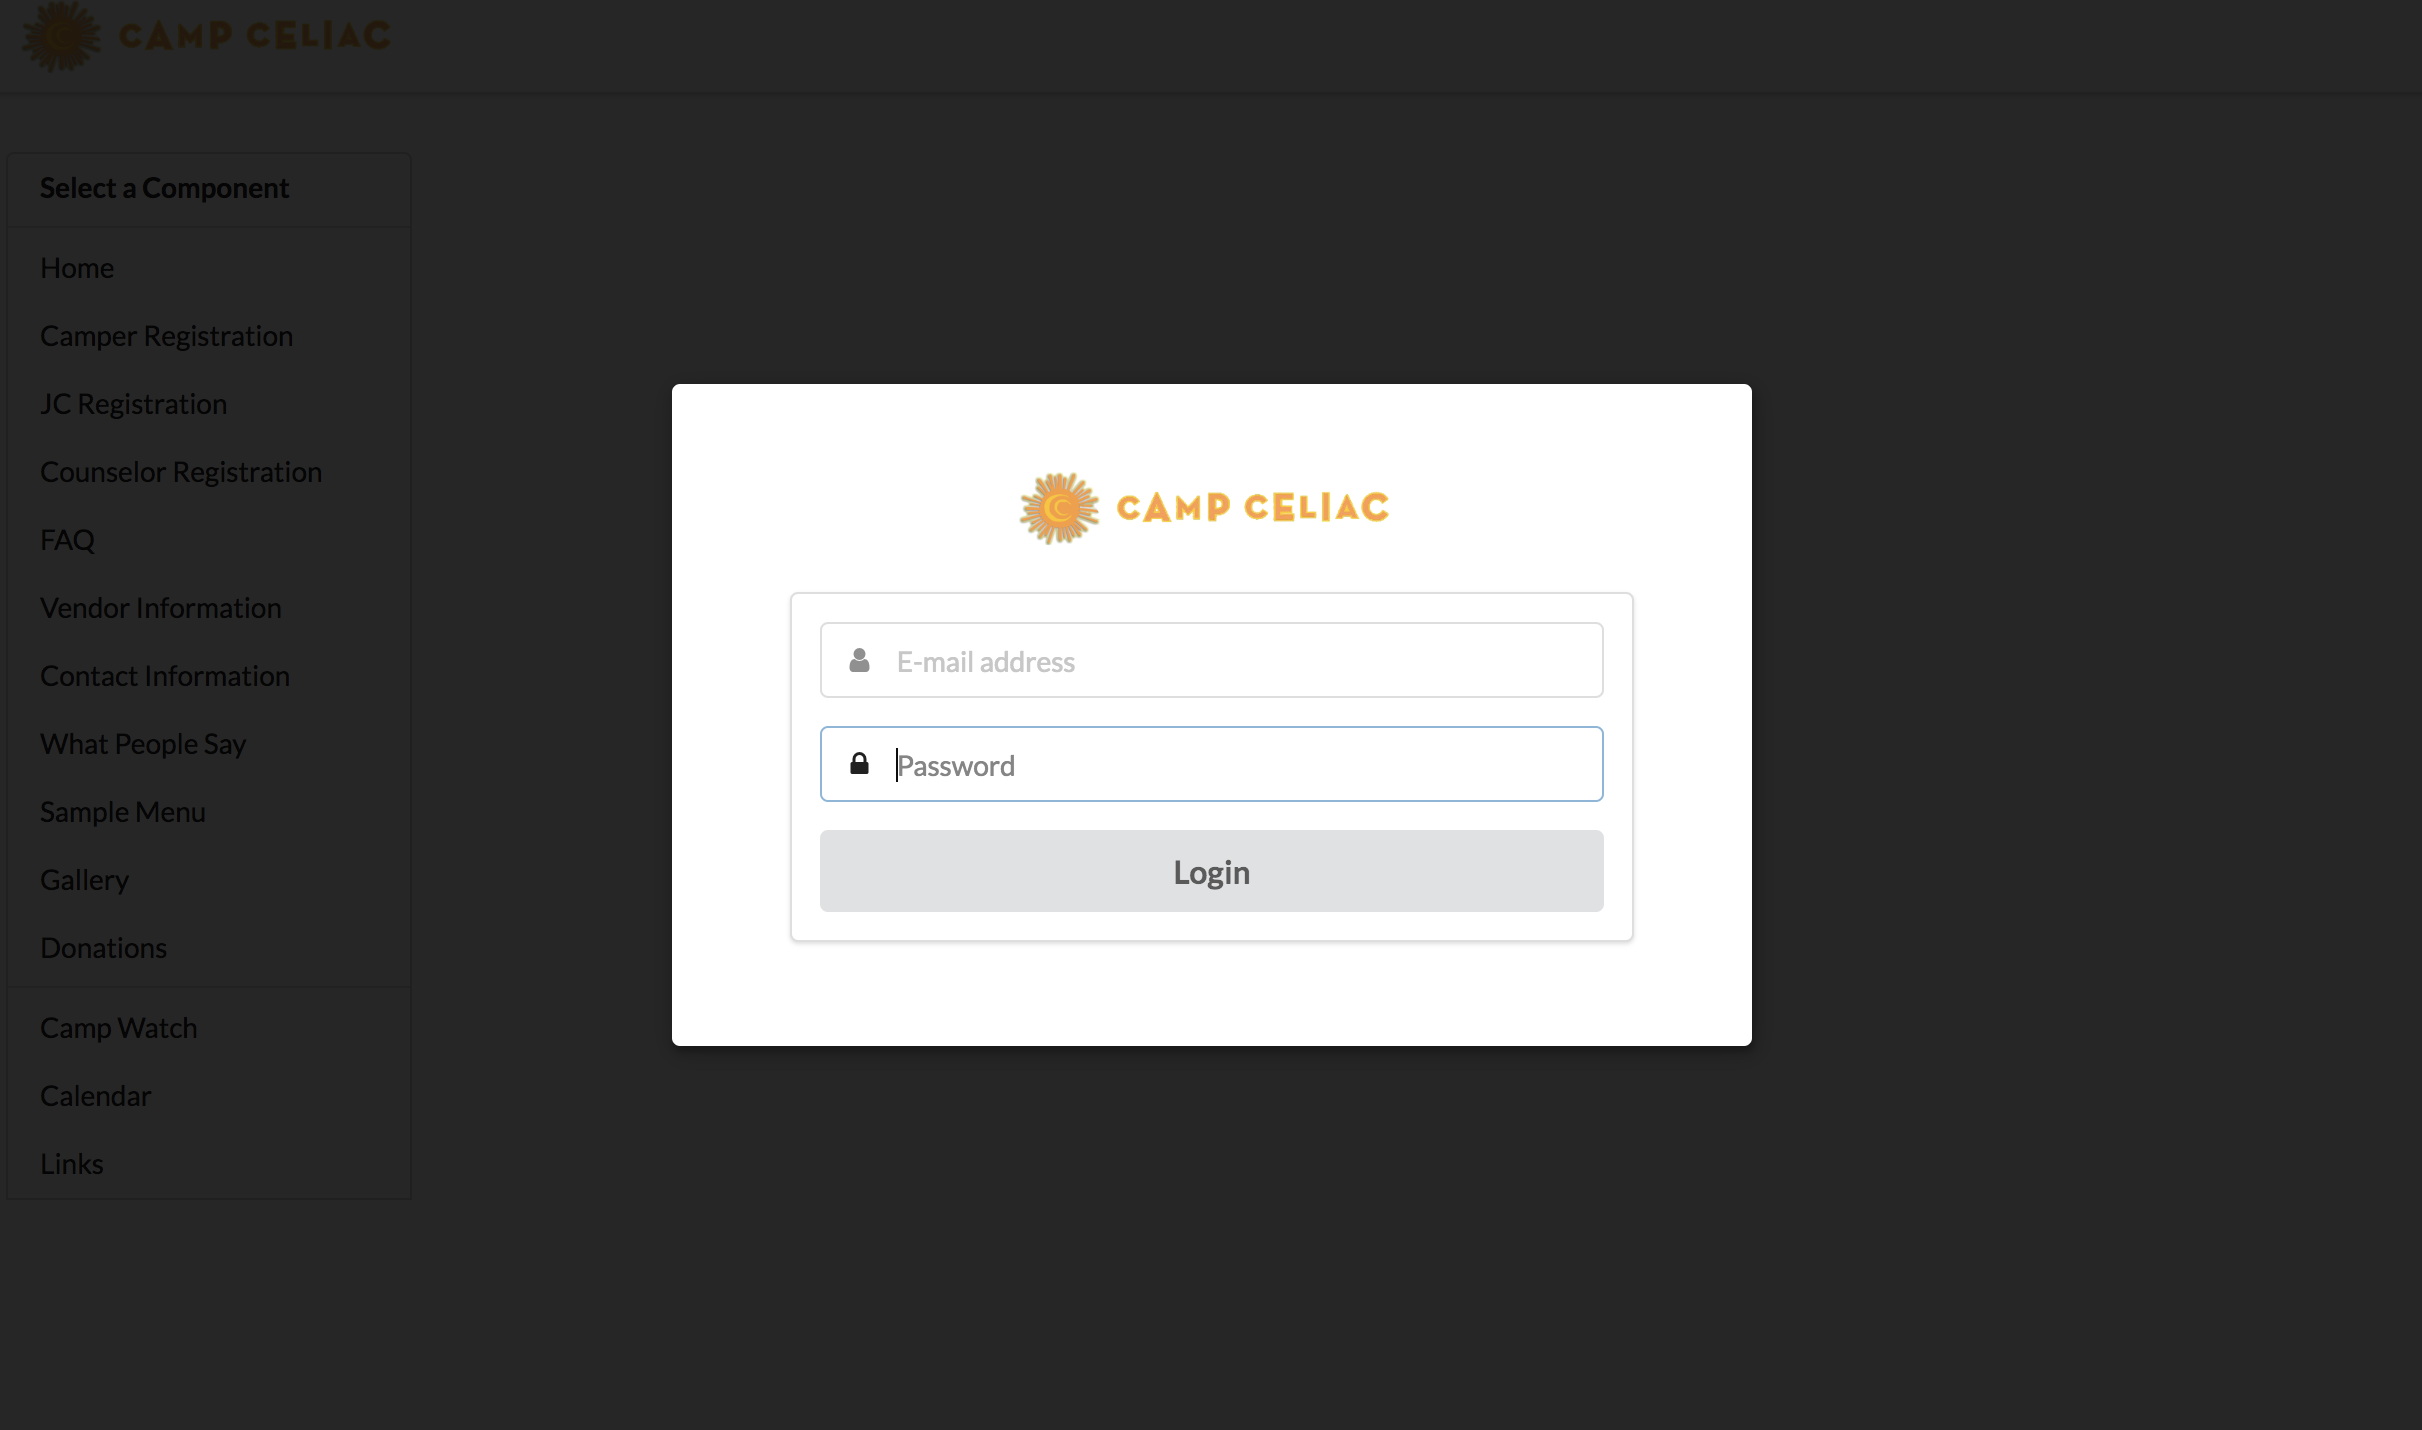 CAMP CELIAC
Select a Component
Home
Camper Registration
JC Registration
Counselor Registration
FAQ
Vendor Information
Contact Information
What People Say
Sample Menu
Gallery
Donations
Camp Watch
Calendar
Links
CAMP CELIAC
E-mail address
Password
Login